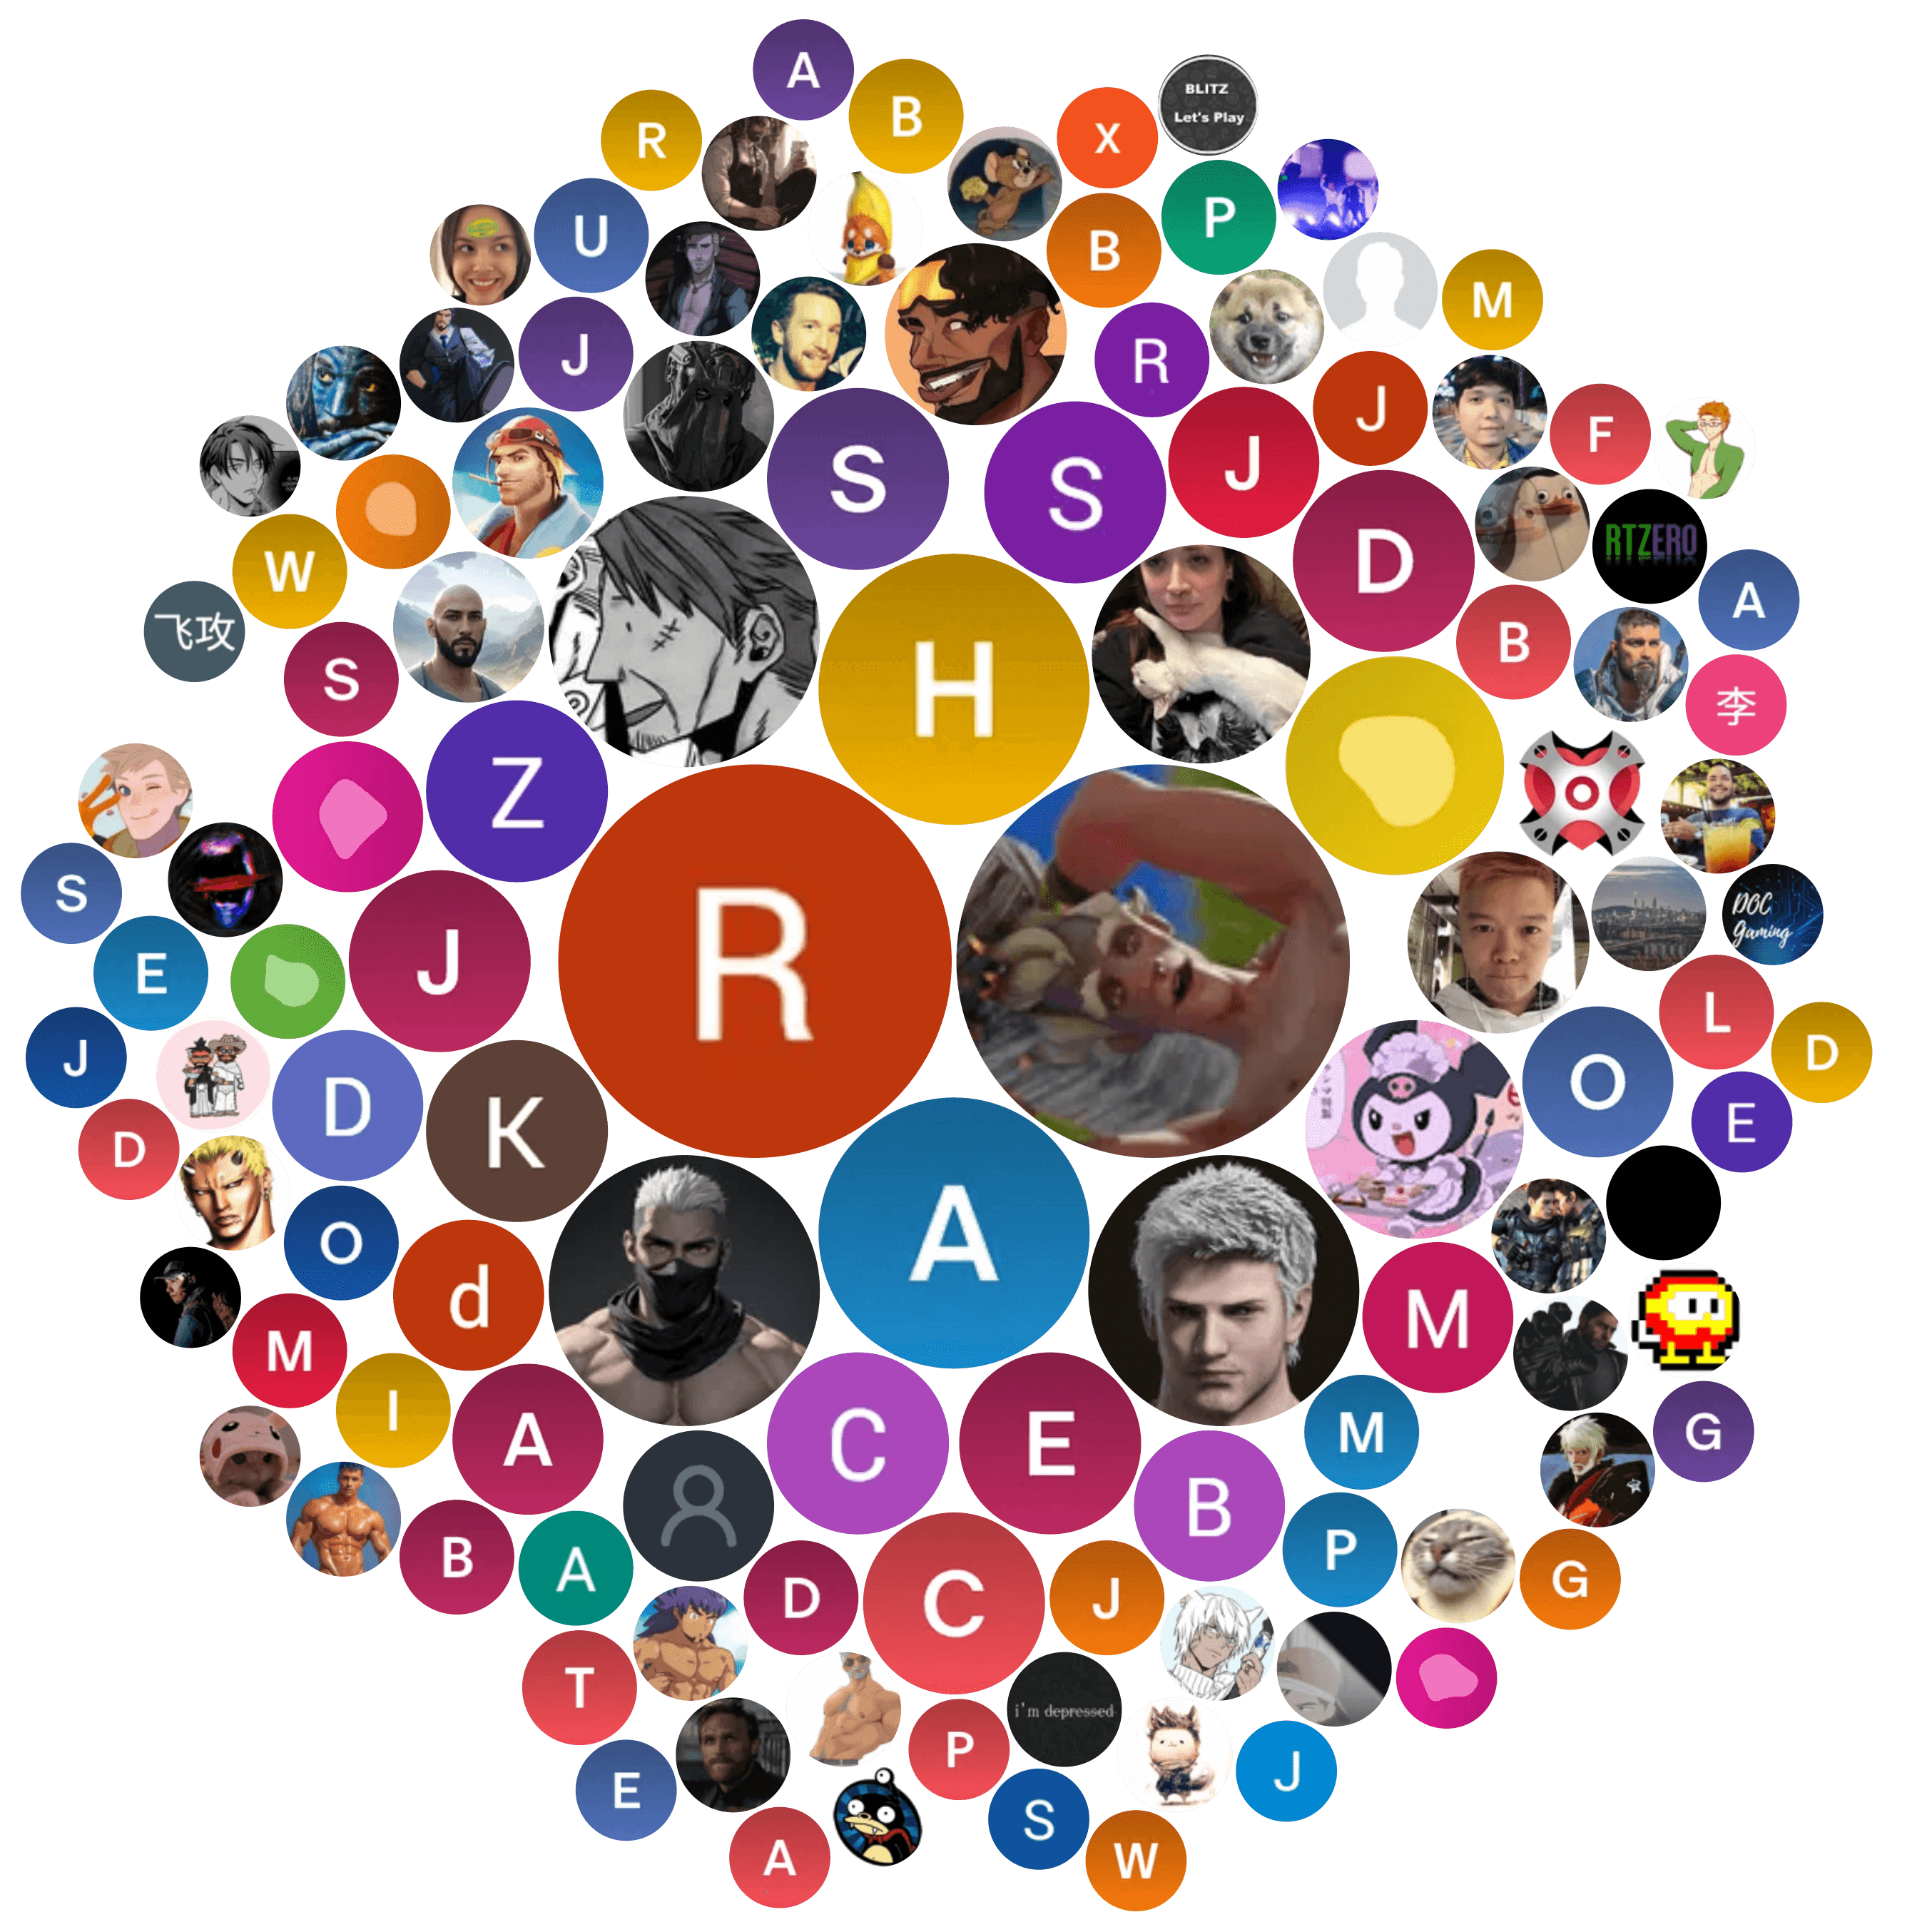 A
B
X
BLITZ
Let's Play
R
U
P
B
M
J
R
J
F
S
S
J
D
RTZERO
W
A
飞攻
S
H
B
李
Z
S
J
R
DOC
Gaming
E
L
O
D
J
D
K
E
D
O
A
d
M
M
I
A
C
E
M
G
B
B
A
P
G
D
C
J
T
i'm depressed
P
E
J
S
A
W